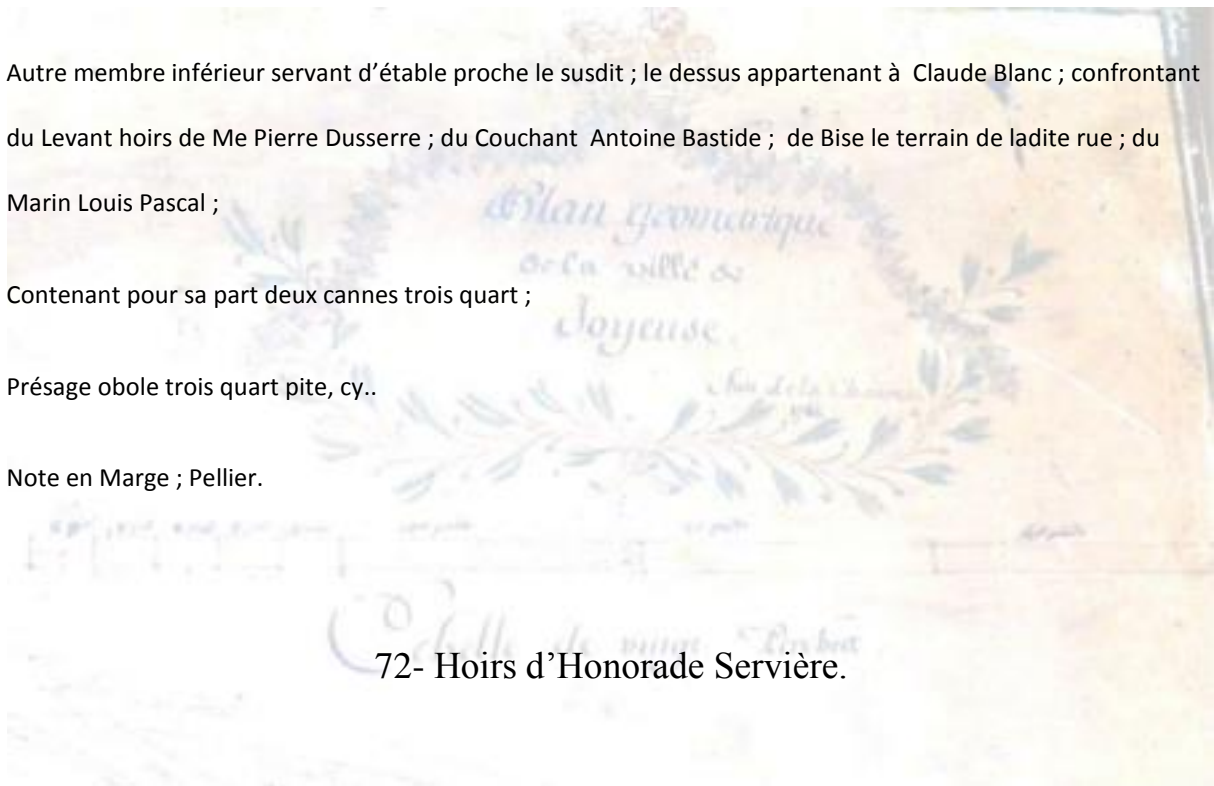 Autre membre inférieur servant d’étable proche le susdit ; le dessus appartenant à  Claude Blanc ; confrontant
du Levant hoirs de Me Pierre Dusserre ; du Couchant  Antoine Bastide ;  de Bise le terrain de ladite rue ; du
Marin Louis Pascal ;
Plan geometrique
de la ville de
Joyeuse.
Contenant pour sa part deux cannes trois quart ;
Présage obole trois quart pite, cy..
Note en Marge ; Pellier.
Echelle de
72- Hoirs d’Honorade Servière.